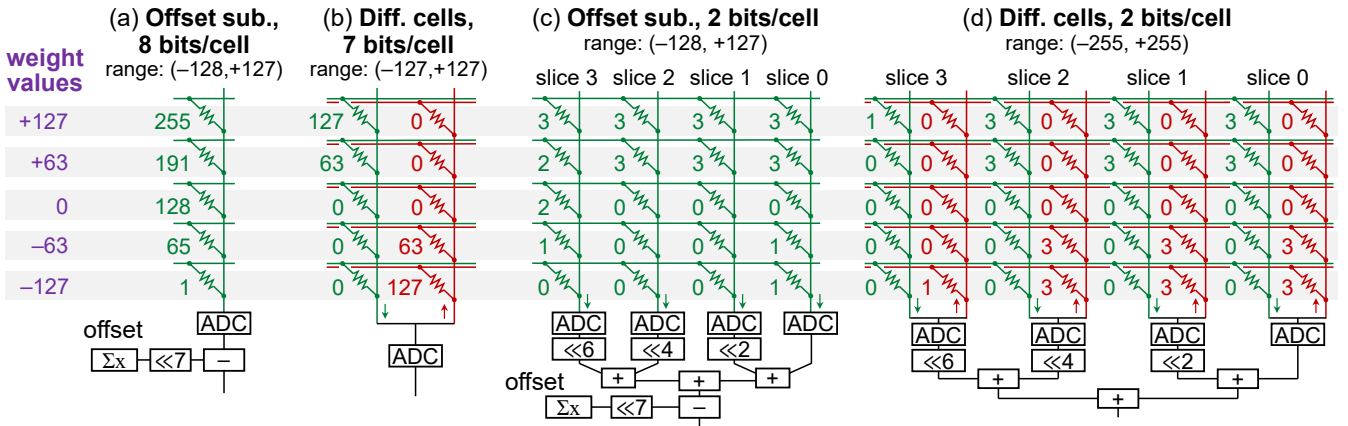 (a) Offset sub.,
8 bits/cell
range: (–128,+127)
(b) Diff. cells,
7 bits/cell
range: (–127,+127)
(c) Offset sub., 2 bits/cell
range: (–128, +127)
(d) Diff. cells, 2 bits/cell
range: (–255, +255)
weight
values
slice 3 slice 2 slice 1 slice 0
slice 3 slice 2 slice 1 slice 0
+127 255 127 0 3 3 3 3 1 0 3 0 3 0 3 0
+63 191 63 0 2 3 3 3 0 0 3 0 3 0 3 0
0 128 0 0 2 0 0 0 0 0 0 0 0 0 0 0
–63 65 0 63 1 0 0 1 0 0 0 3 0 3 0 3
–127 1 0 127 0 0 0 1 0 1 0 3 0 3 0 3
offset
ADC
Σx ≪7 –
ADC
ADC ADC ADC ADC
≪6 ≪4 ≪2
+ + +
offset
Σx ≪7 –
ADC ADC ADC ADC
≪6 ≪4 ≪2
+ +
+